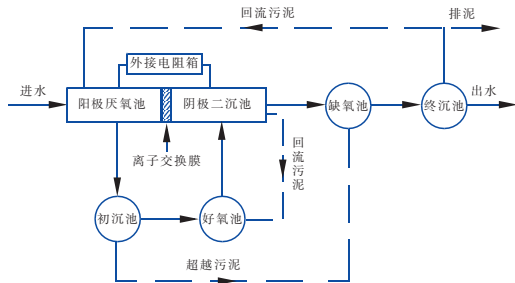 回流污泥
排泥
外接电阻箱
进水
阳极厌氧池
阴极二沉池
缺氧池
终沉池
出水
离子交换膜
回流污泥
初沉池
好氧池
超越污泥